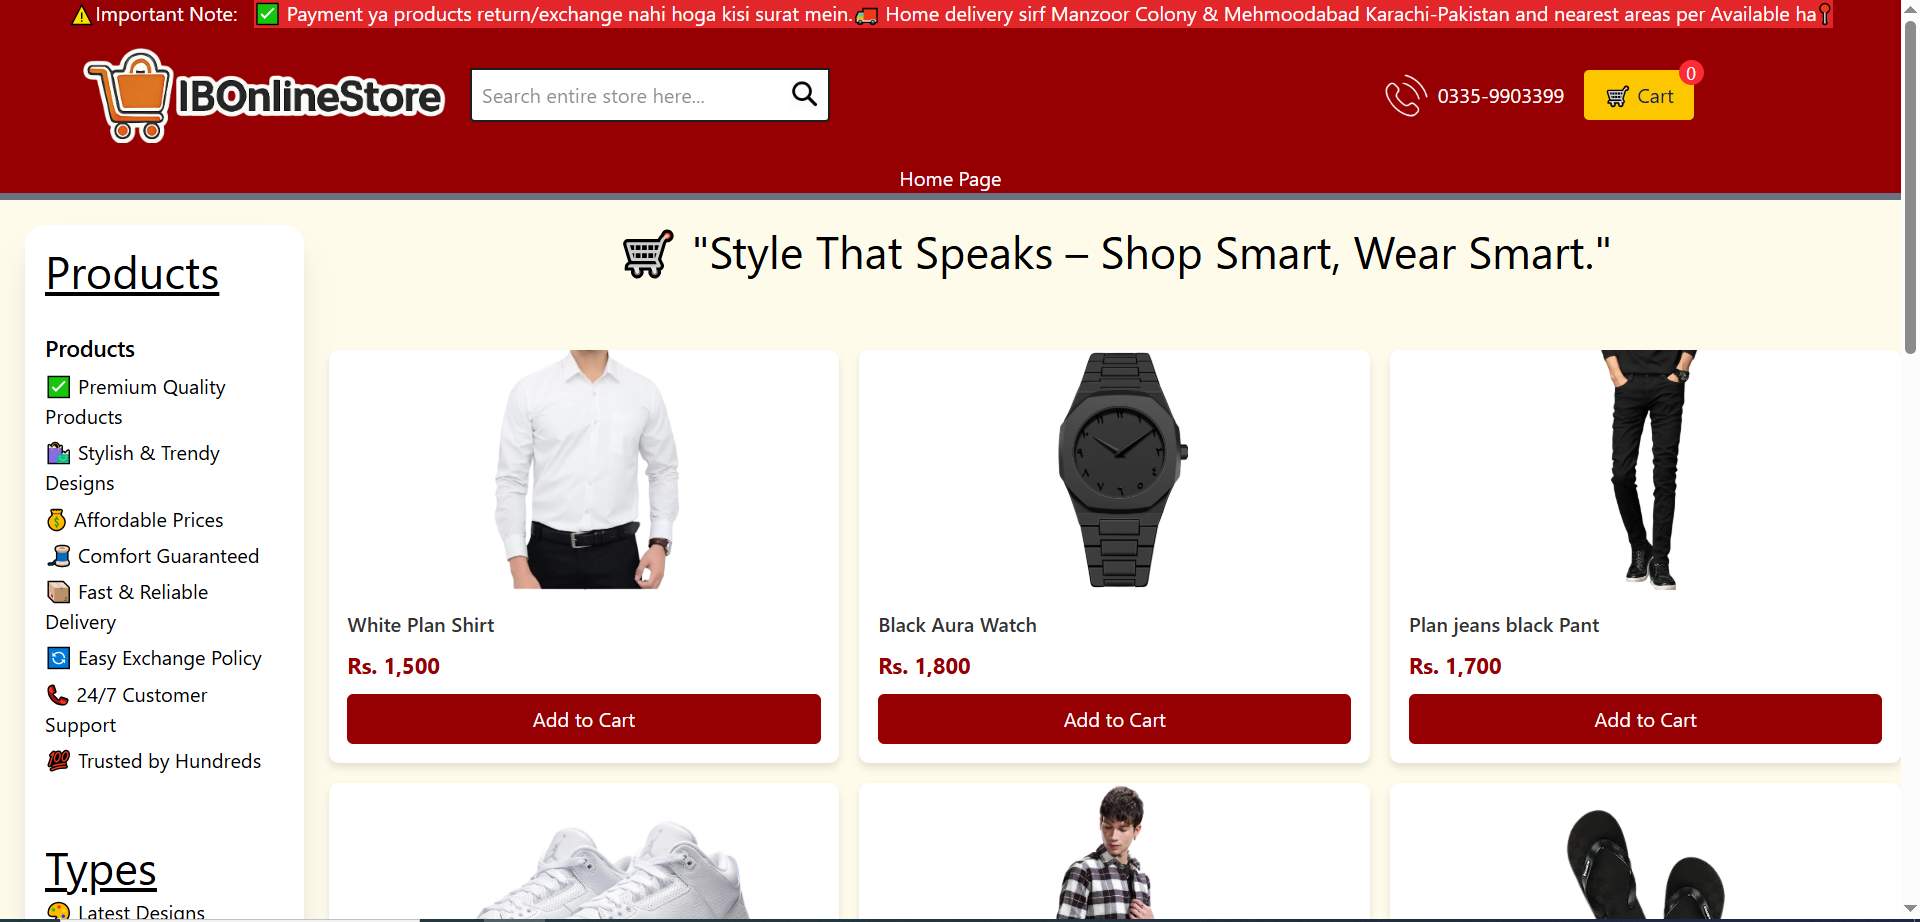 ⚠️ Important Note: ✅ Payment ya products return/exchange nahi hoga kisi surat mein.🚚 Home delivery sirf Manzoor Colony & Mehmoodabad Karachi-Pakistan and nearest areas per Available ha
IBOnlineStore
Search entire store here...
0335-9903399
Cart
0
Home Page
Products
Products
✅ Premium Quality
Products
🛍️ Stylish & Trendy
Designs
💰 Affordable Prices
🧵 Comfort Guaranteed
📦 Fast & Reliable
Delivery
🔄 Easy Exchange Policy
📞 24/7 Customer
Support
💯 Trusted by Hundreds
Types
🎨 Latest Designs
🛒 "Style That Speaks – Shop Smart, Wear Smart."
White Plan Shirt
Rs. 1,500
Add to Cart
Black Aura Watch
Rs. 1,800
Add to Cart
Plan jeans black Pant
Rs. 1,700
Add to Cart